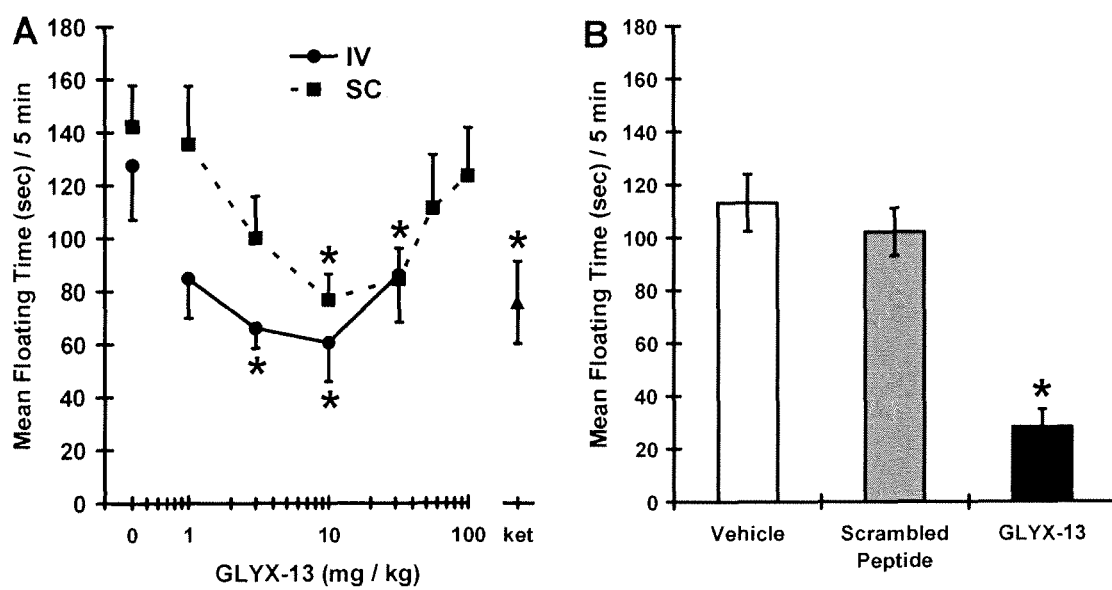 A
Mean Floating Time (sec) / 5 min
180
160
140
120
100
80
60
40
20
0
IV
SC
*
*
*
*
*
0 1 10 100 ket
GLYX-13 (mg / kg)
B
Mean Floating Time (sec) / 5 min
180
160
140
120
100
80
60
40
20
0
*
Vehicle Scrambled GLYX-13
Peptide